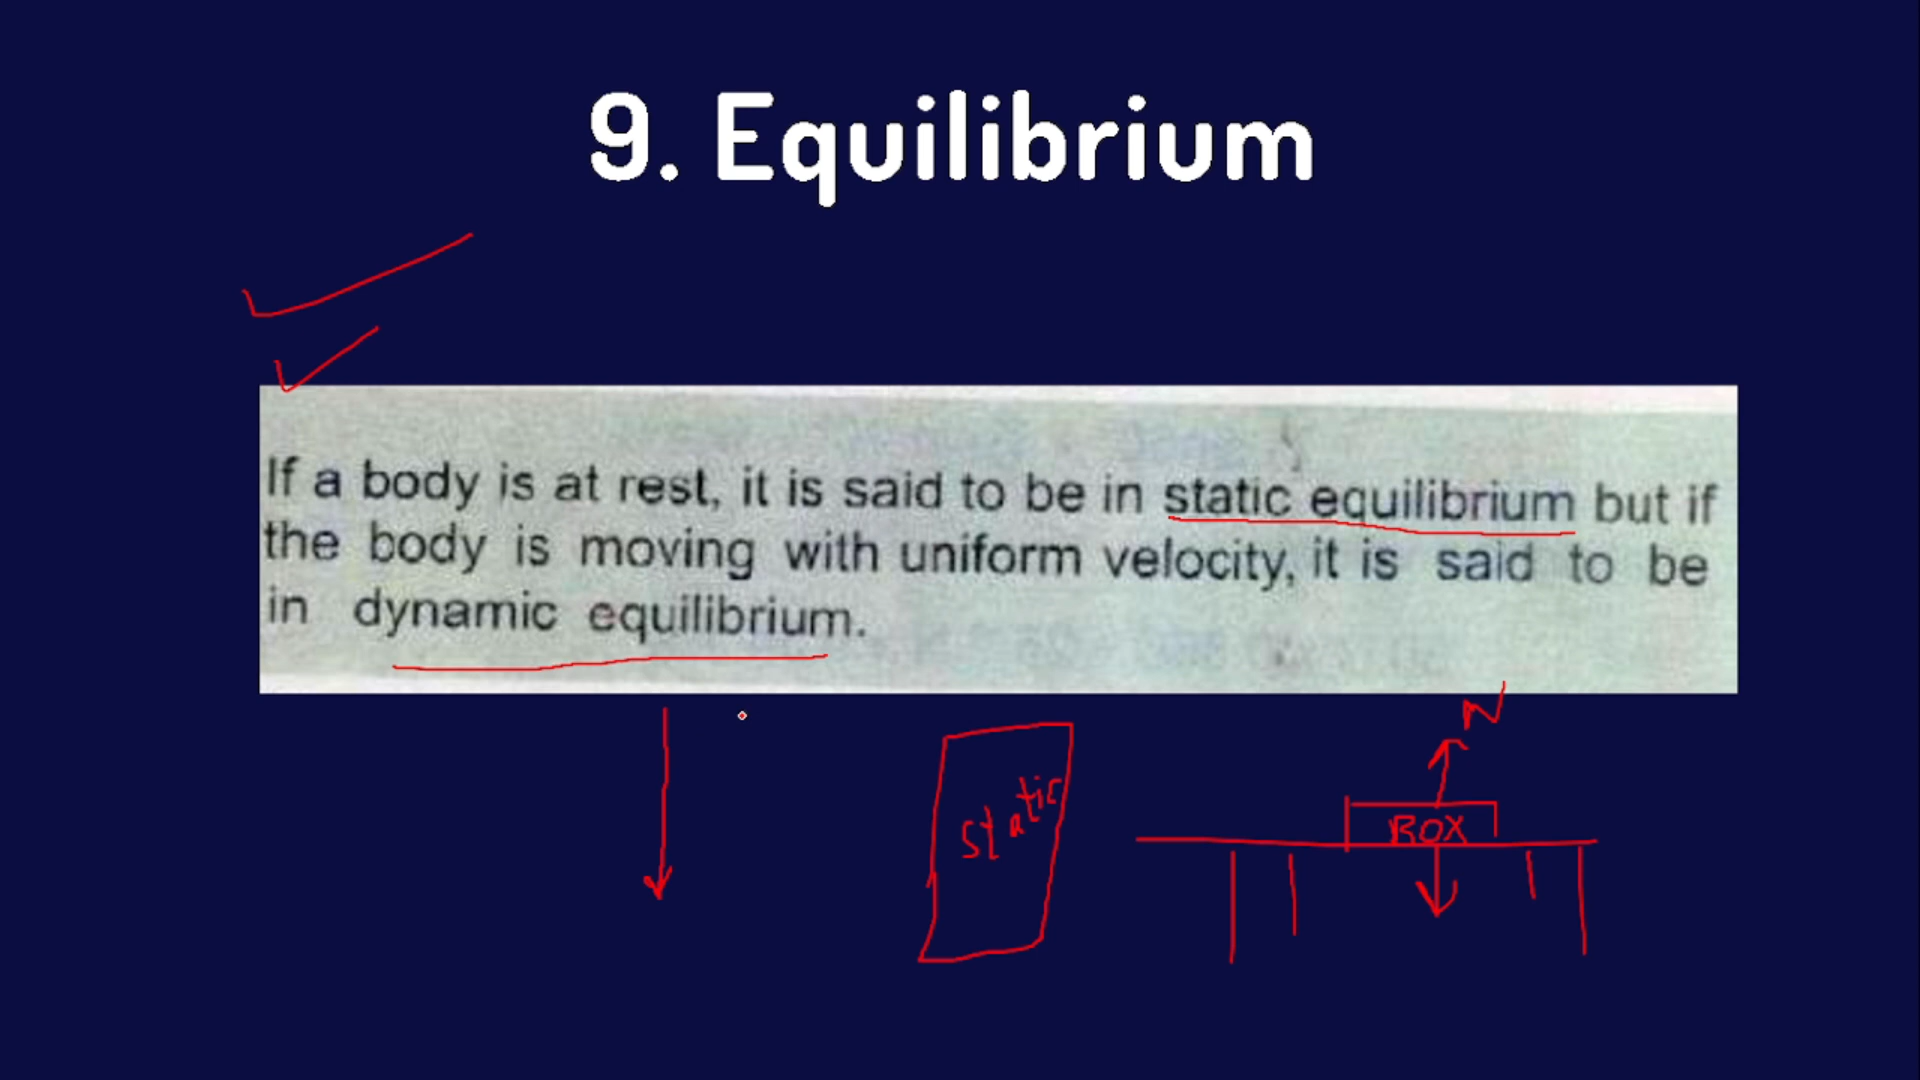 9. Equilibrium
If a body is at rest, it is said to be in static equilibrium but if
the body is moving with uniform velocity, it is said to be
in dynamic equilibrium.
N
static
BOX